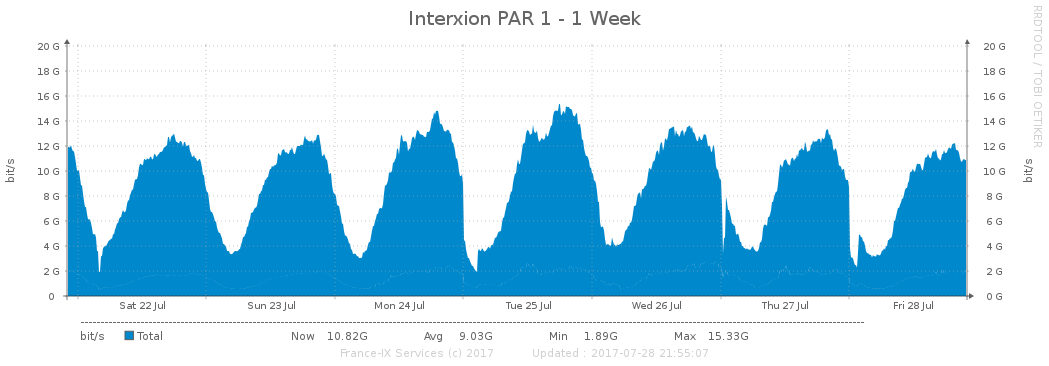 Interxion PAR 1 - 1 Week
RRDTOOL / TOBI OETIKER
20 G 20 G
18 G 18 G
16 G 16 G
14 G 14 G
12 G 12 G
10 G 10 G
8 G 8 G
6 G 6 G
4 G 4 G
2 G 2 G
0 0 G
bit/s bit/s
Sat 22 Jul Sun 23 Jul Mon 24 Jul Tue 25 Jul Wed 26 Jul Thu 27 Jul Fri 28 Jul
bit/s Total Now 10.82G Avg 9.03G Min 1.89G Max 15.33G
France-IX Services (c) 2017 Updated : 2017-07-28 21:55:07